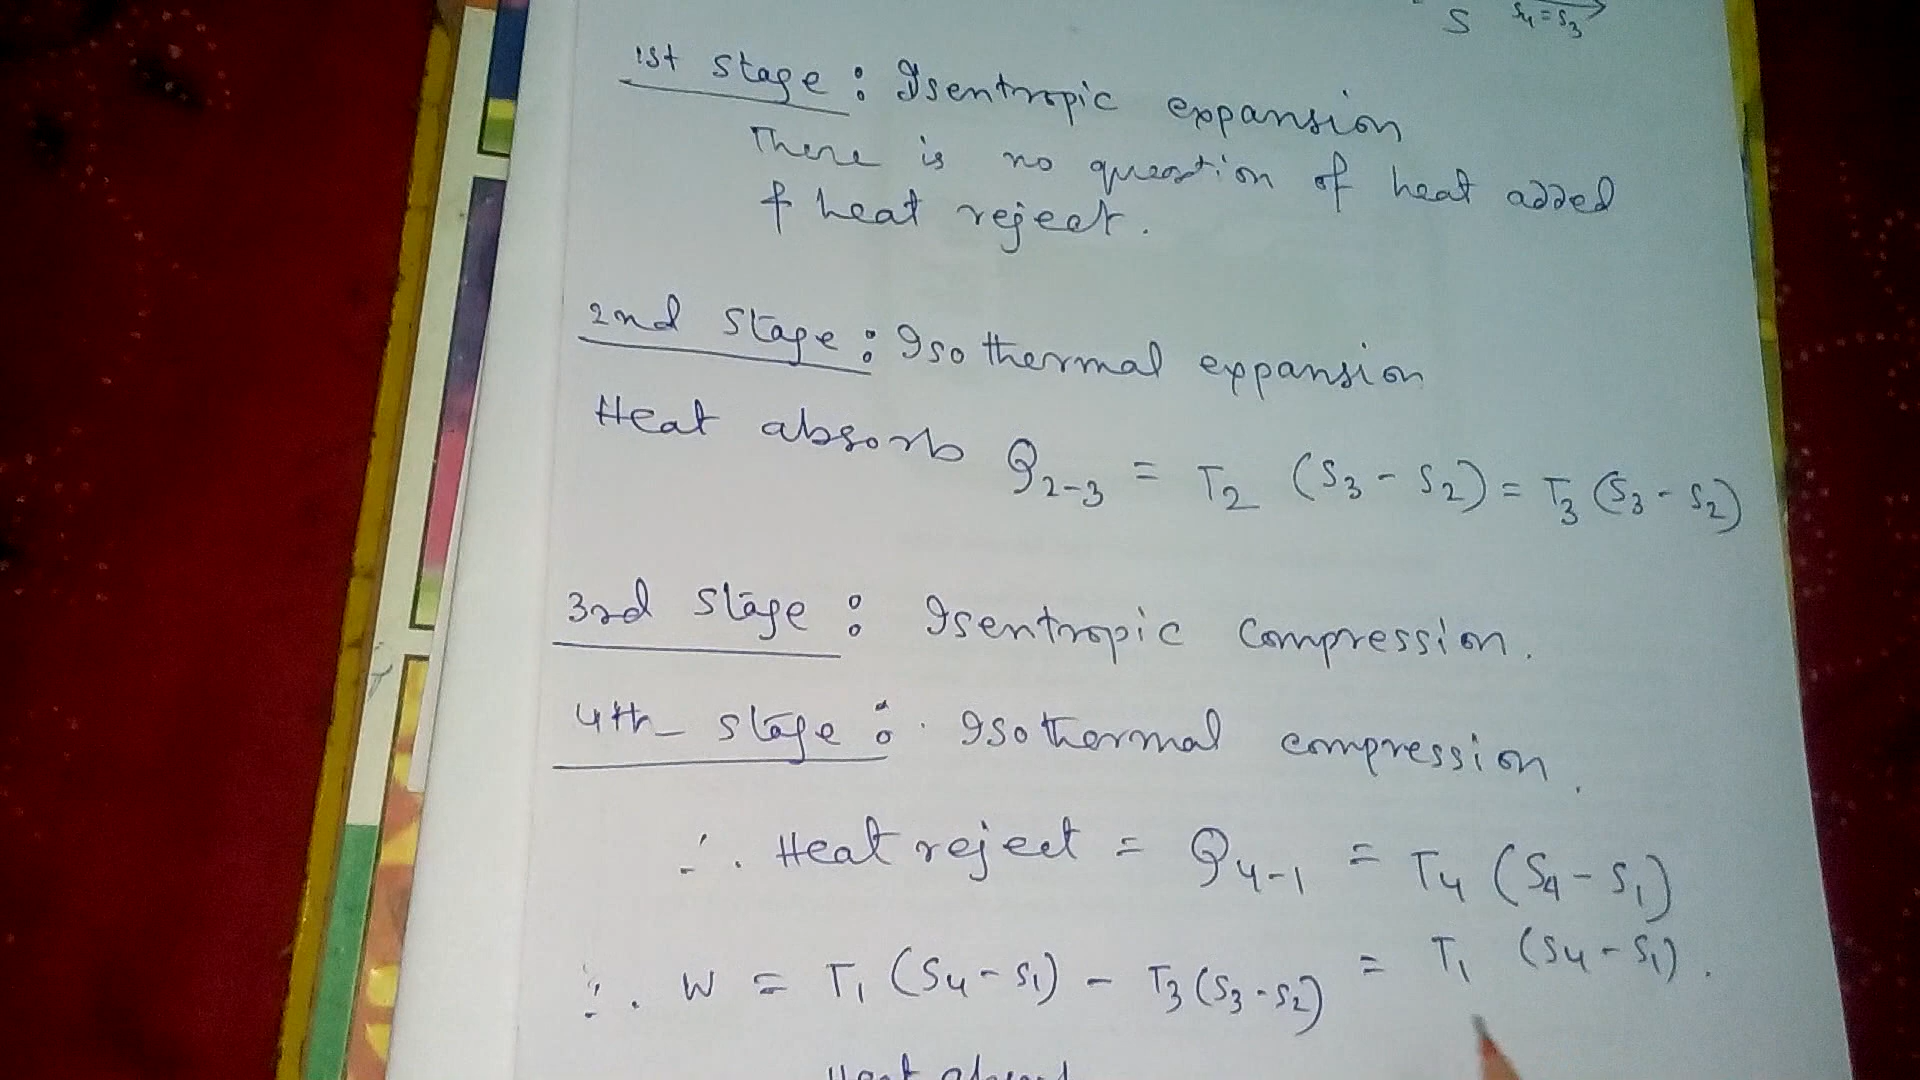 S S4 = S3
1st Stage : Isentropic expansion
There is no question of heat added
& heat reject.
2nd Stage : Isothermal expansion
Heat absorb Q2-3 = T2 (S3 - S2) = T3 (S3 - S2)
3rd Stage : Isentropic Compression.
4th Stage : Isothermal compression.
∴ Heat reject = Q4-1 = T4 (S4 - S1)
= T1 (S4 - S1).
∴ W = T1 (S4 - S1) - T3 (S3 - S2)